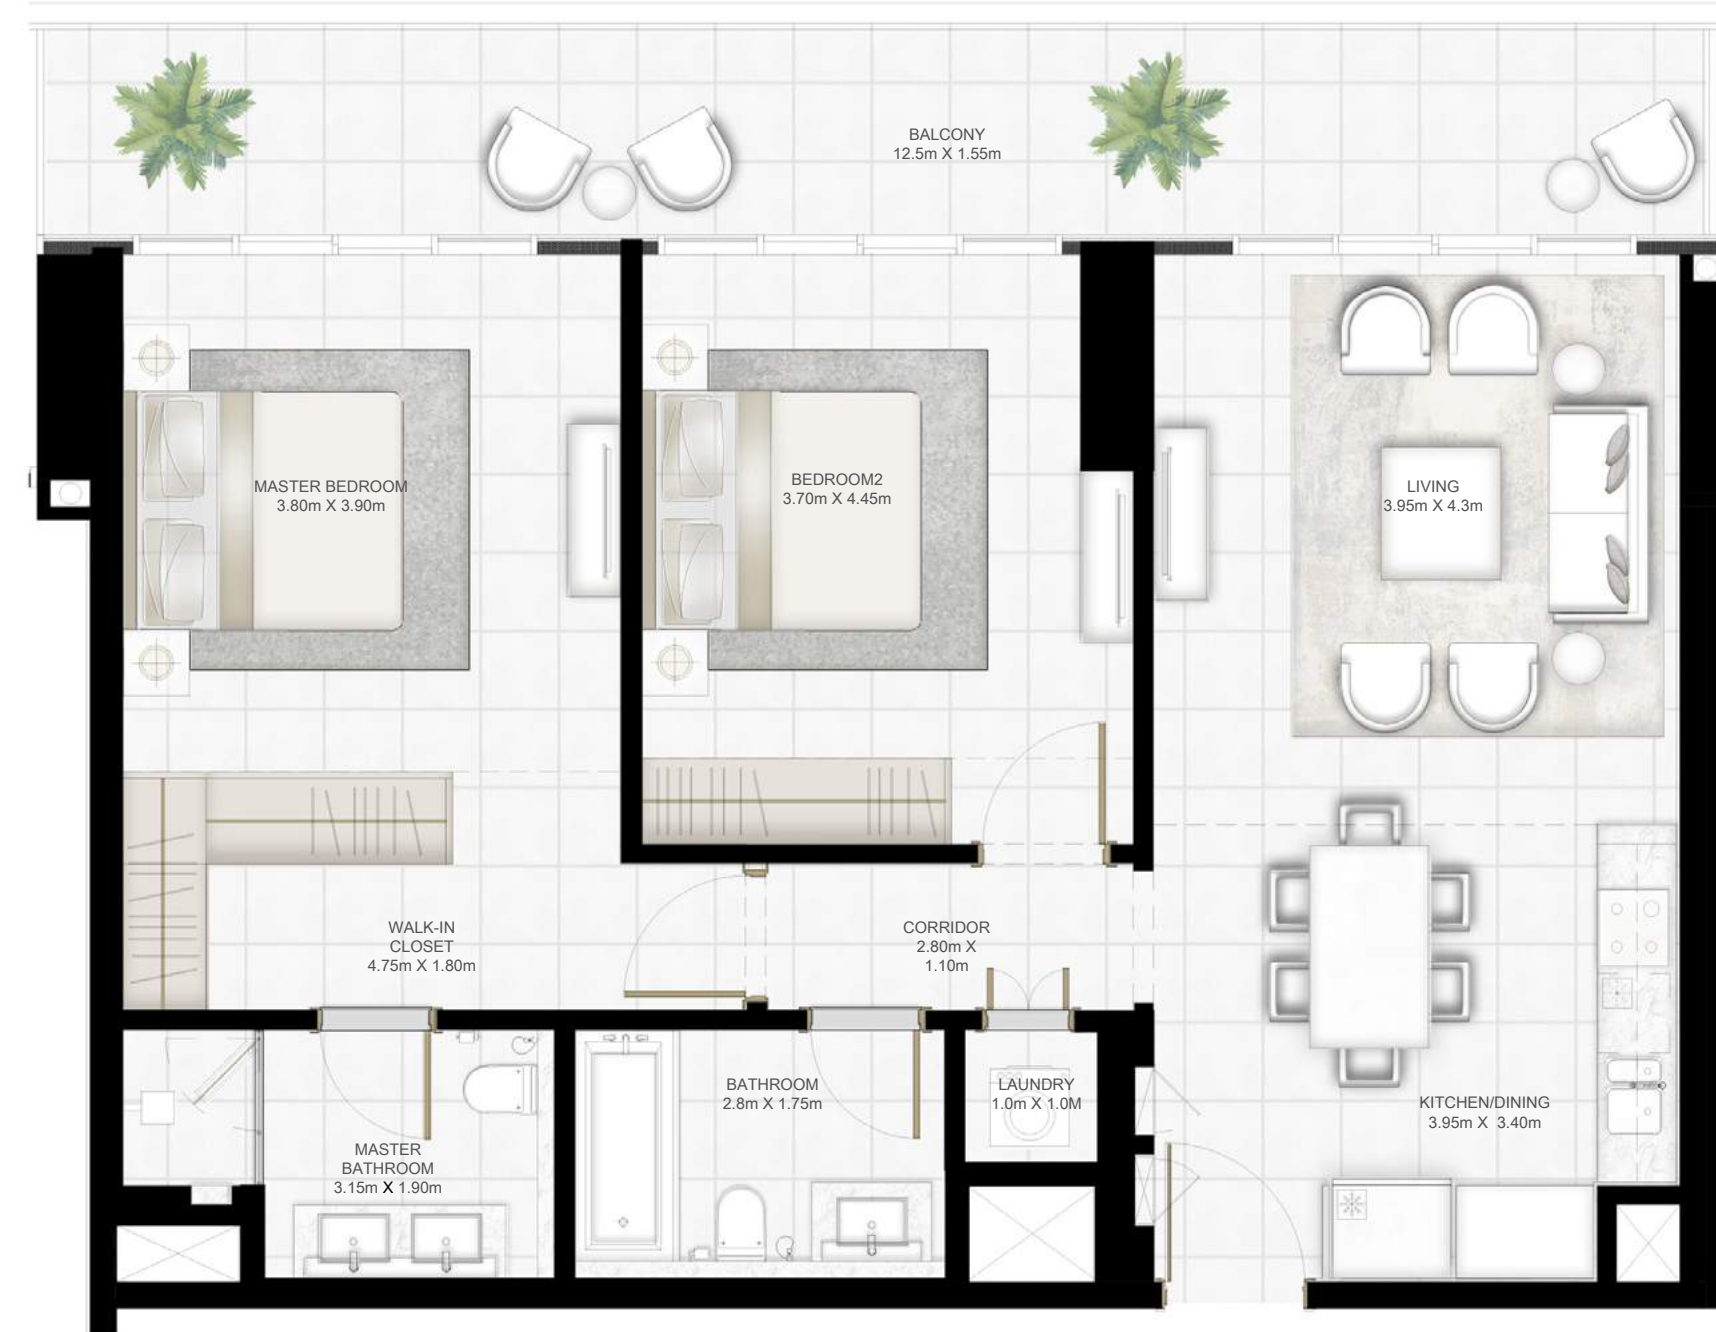 BALCONY
12.5m X 1.55m
MASTER BEDROOM
3.80m X 3.90m
BEDROOM2
3.70m X 4.45m
LIVING
3.95m X 4.3m
WALK-IN
CLOSET
4.75m X 1.80m
CORRIDOR
2.80m X
1.10m
MASTER
BATHROOM
3.15m X 1.90m
BATHROOM
2.8m X 1.75m
LAUNDRY
1.0m X 1.0M
KITCHEN/DINING
3.95m X 3.40m